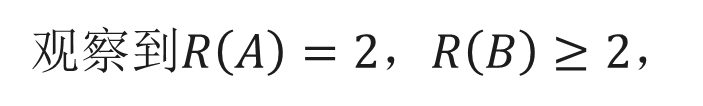 观察到R(A) = 2，R(B) ≥ 2，